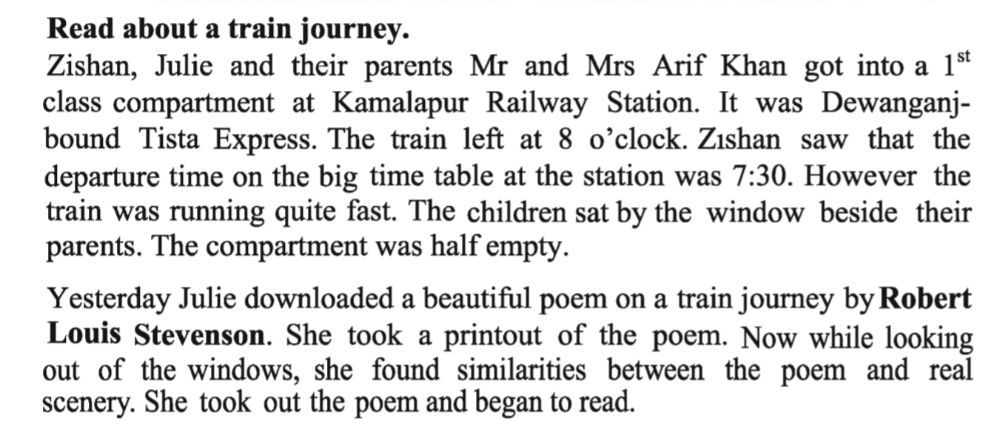 Read about a train journey.
Zishan, Julie and their parents Mr and Mrs Arif Khan got into a 1st
class compartment at Kamalapur Railway Station. It was Dewanganj-
bound Tista Express. The train left at 8 o’clock. Zıshan saw that the
departure time on the big time table at the station was 7:30. However the
train was running quite fast. The children sat by the window beside their
parents. The compartment was half empty.
Yesterday Julie downloaded a beautiful poem on a train journey by Robert
Louis Stevenson. She took a printout of the poem. Now while looking
out of the windows, she found similarities between the poem and real
scenery. She took out the poem and began to read.